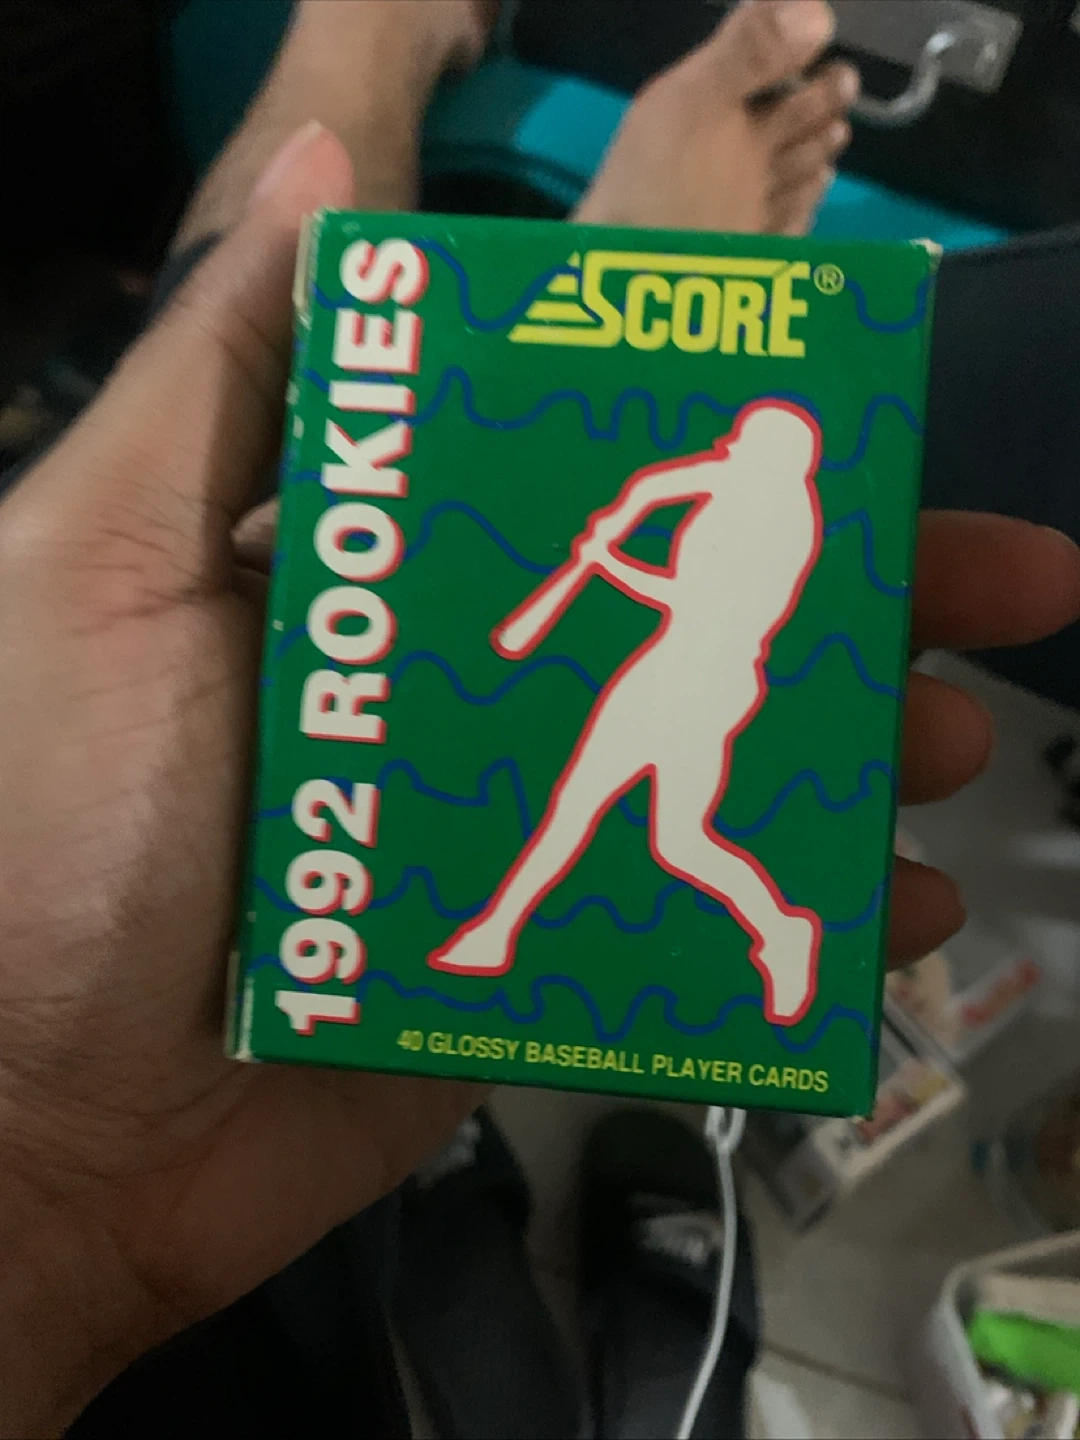 SCORE®
1992 ROOKIES
40 GLOSSY BASEBALL PLAYER CARDS